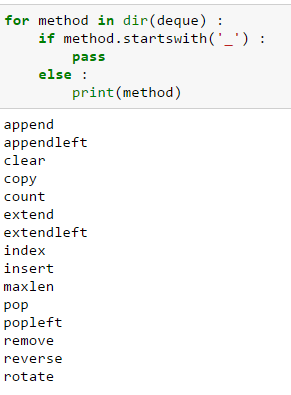 for method in dir(deque) :
    if method.startswith('_') :
        pass
    else :
        print(method)
append
appendleft
clear
copy
count
extend
extendleft
index
insert
maxlen
pop
popleft
remove
reverse
rotate